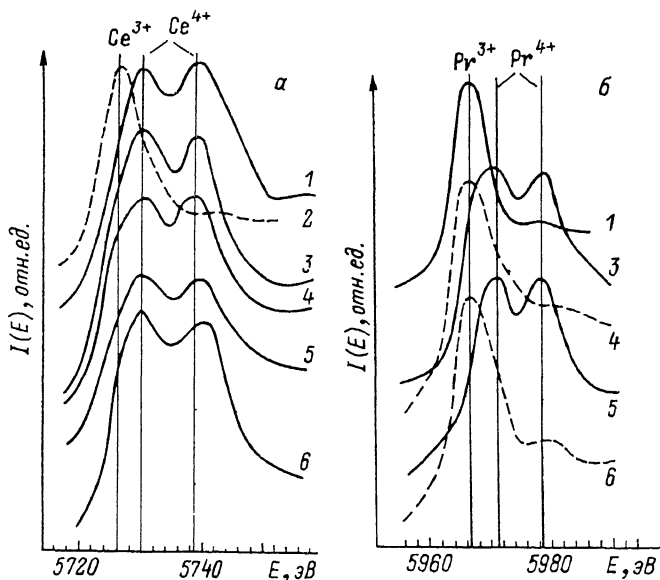 Ce³⁺ Ce⁴⁺
а
1
2
3
4
5
6
I(E), отн.ед.
5720 5740 E, эВ
Pr³⁺ Pr⁴⁺
б
1
3
4
5
6
I(E), отн.ед.
5960 5980 E, эВ